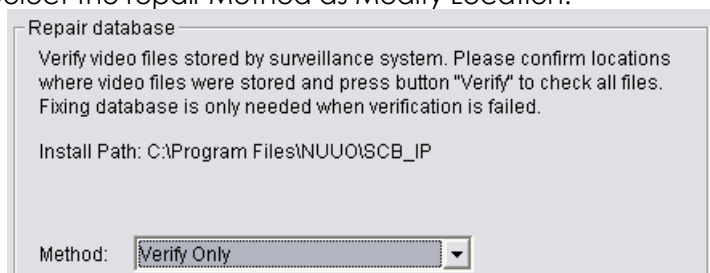 Select the repair Method as Modify Location.
Repair database
Verify video files stored by surveillance system. Please confirm locations
where video files were stored and press button "Verify" to check all files.
Fixing database is only needed when verification is failed.
Install Path: C:\Program Files\NUUO\SCB_IP
Method: Verify Only